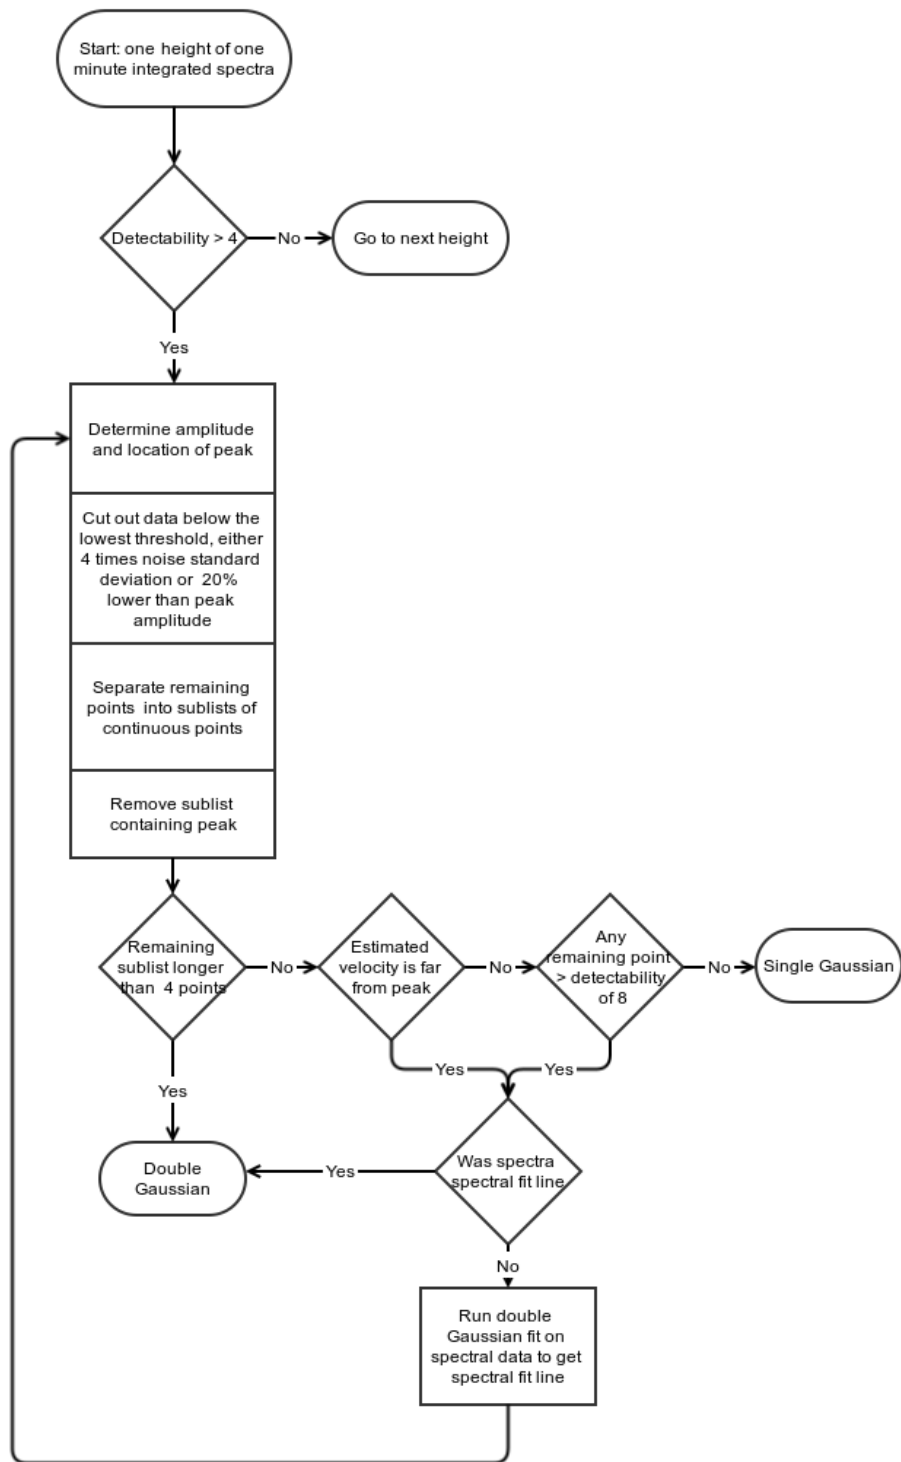 Start: one height of one
minute integrated spectra
Detectability > 4
No
Go to next height
Yes
Determine amplitude
and location of peak
Cut out data below the
lowest threshold, either
4 times noise standard
deviation or 20%
lower than peak
amplitude
Separate remaining
points into sublists of
continuous points
Remove sublist
containing peak
Remaining
sublist longer
than 4 points
No
Estimated
velocity is far
from peak
No
Any
remaining point
> detectability
of 8
No
Single Gaussian
Yes
Yes
Yes
Double
Gaussian
Yes
Was spectra
spectral fit line
No
Run double
Gaussian fit on
spectral data to get
spectral fit line